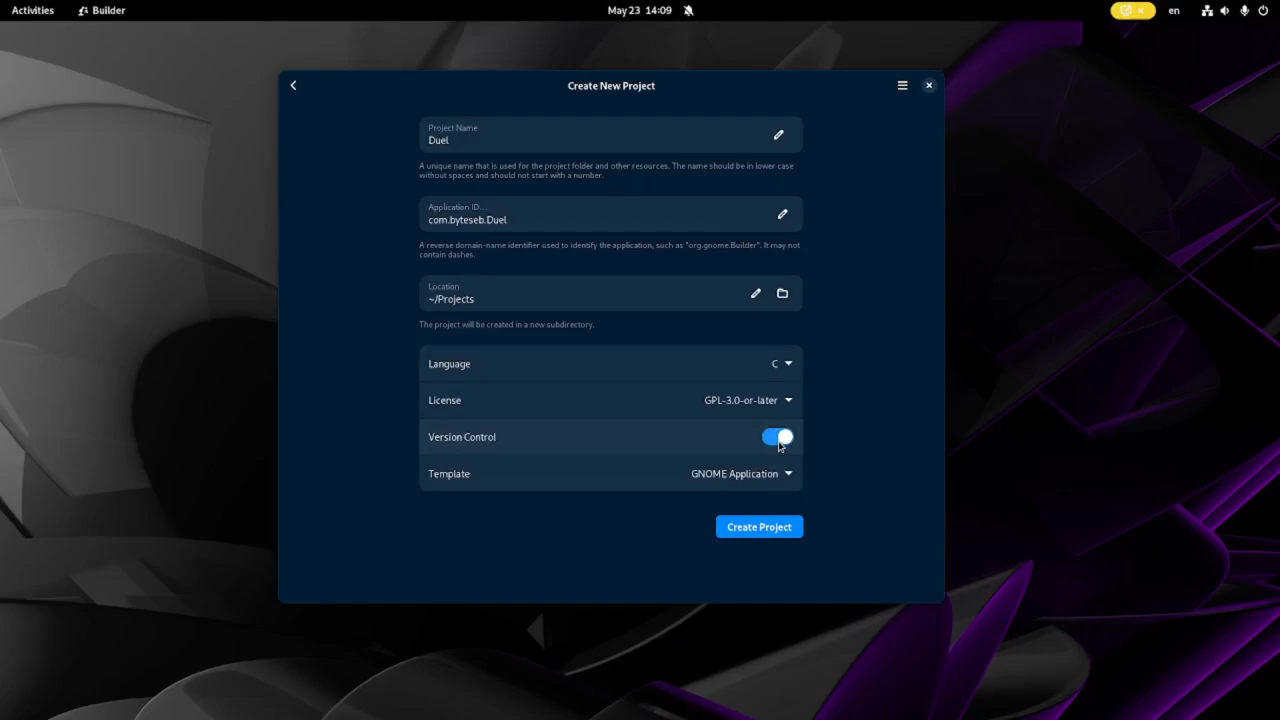 Activities
Builder
May 23 14:09
en
Create New Project
Project Name
Duel
A unique name that is used for the project folder and other resources. The name should be in lower case
without spaces and should not start with a number.
Application ID…
com.byteseb.Duel
A reverse domain-name identifier used to identify the application, such as "org.gnome.Builder". It may not
contain dashes.
Location
~/Projects
The project will be created in a new subdirectory.
Language
C
License
GPL-3.0-or-later
Version Control
Template
GNOME Application
Create Project